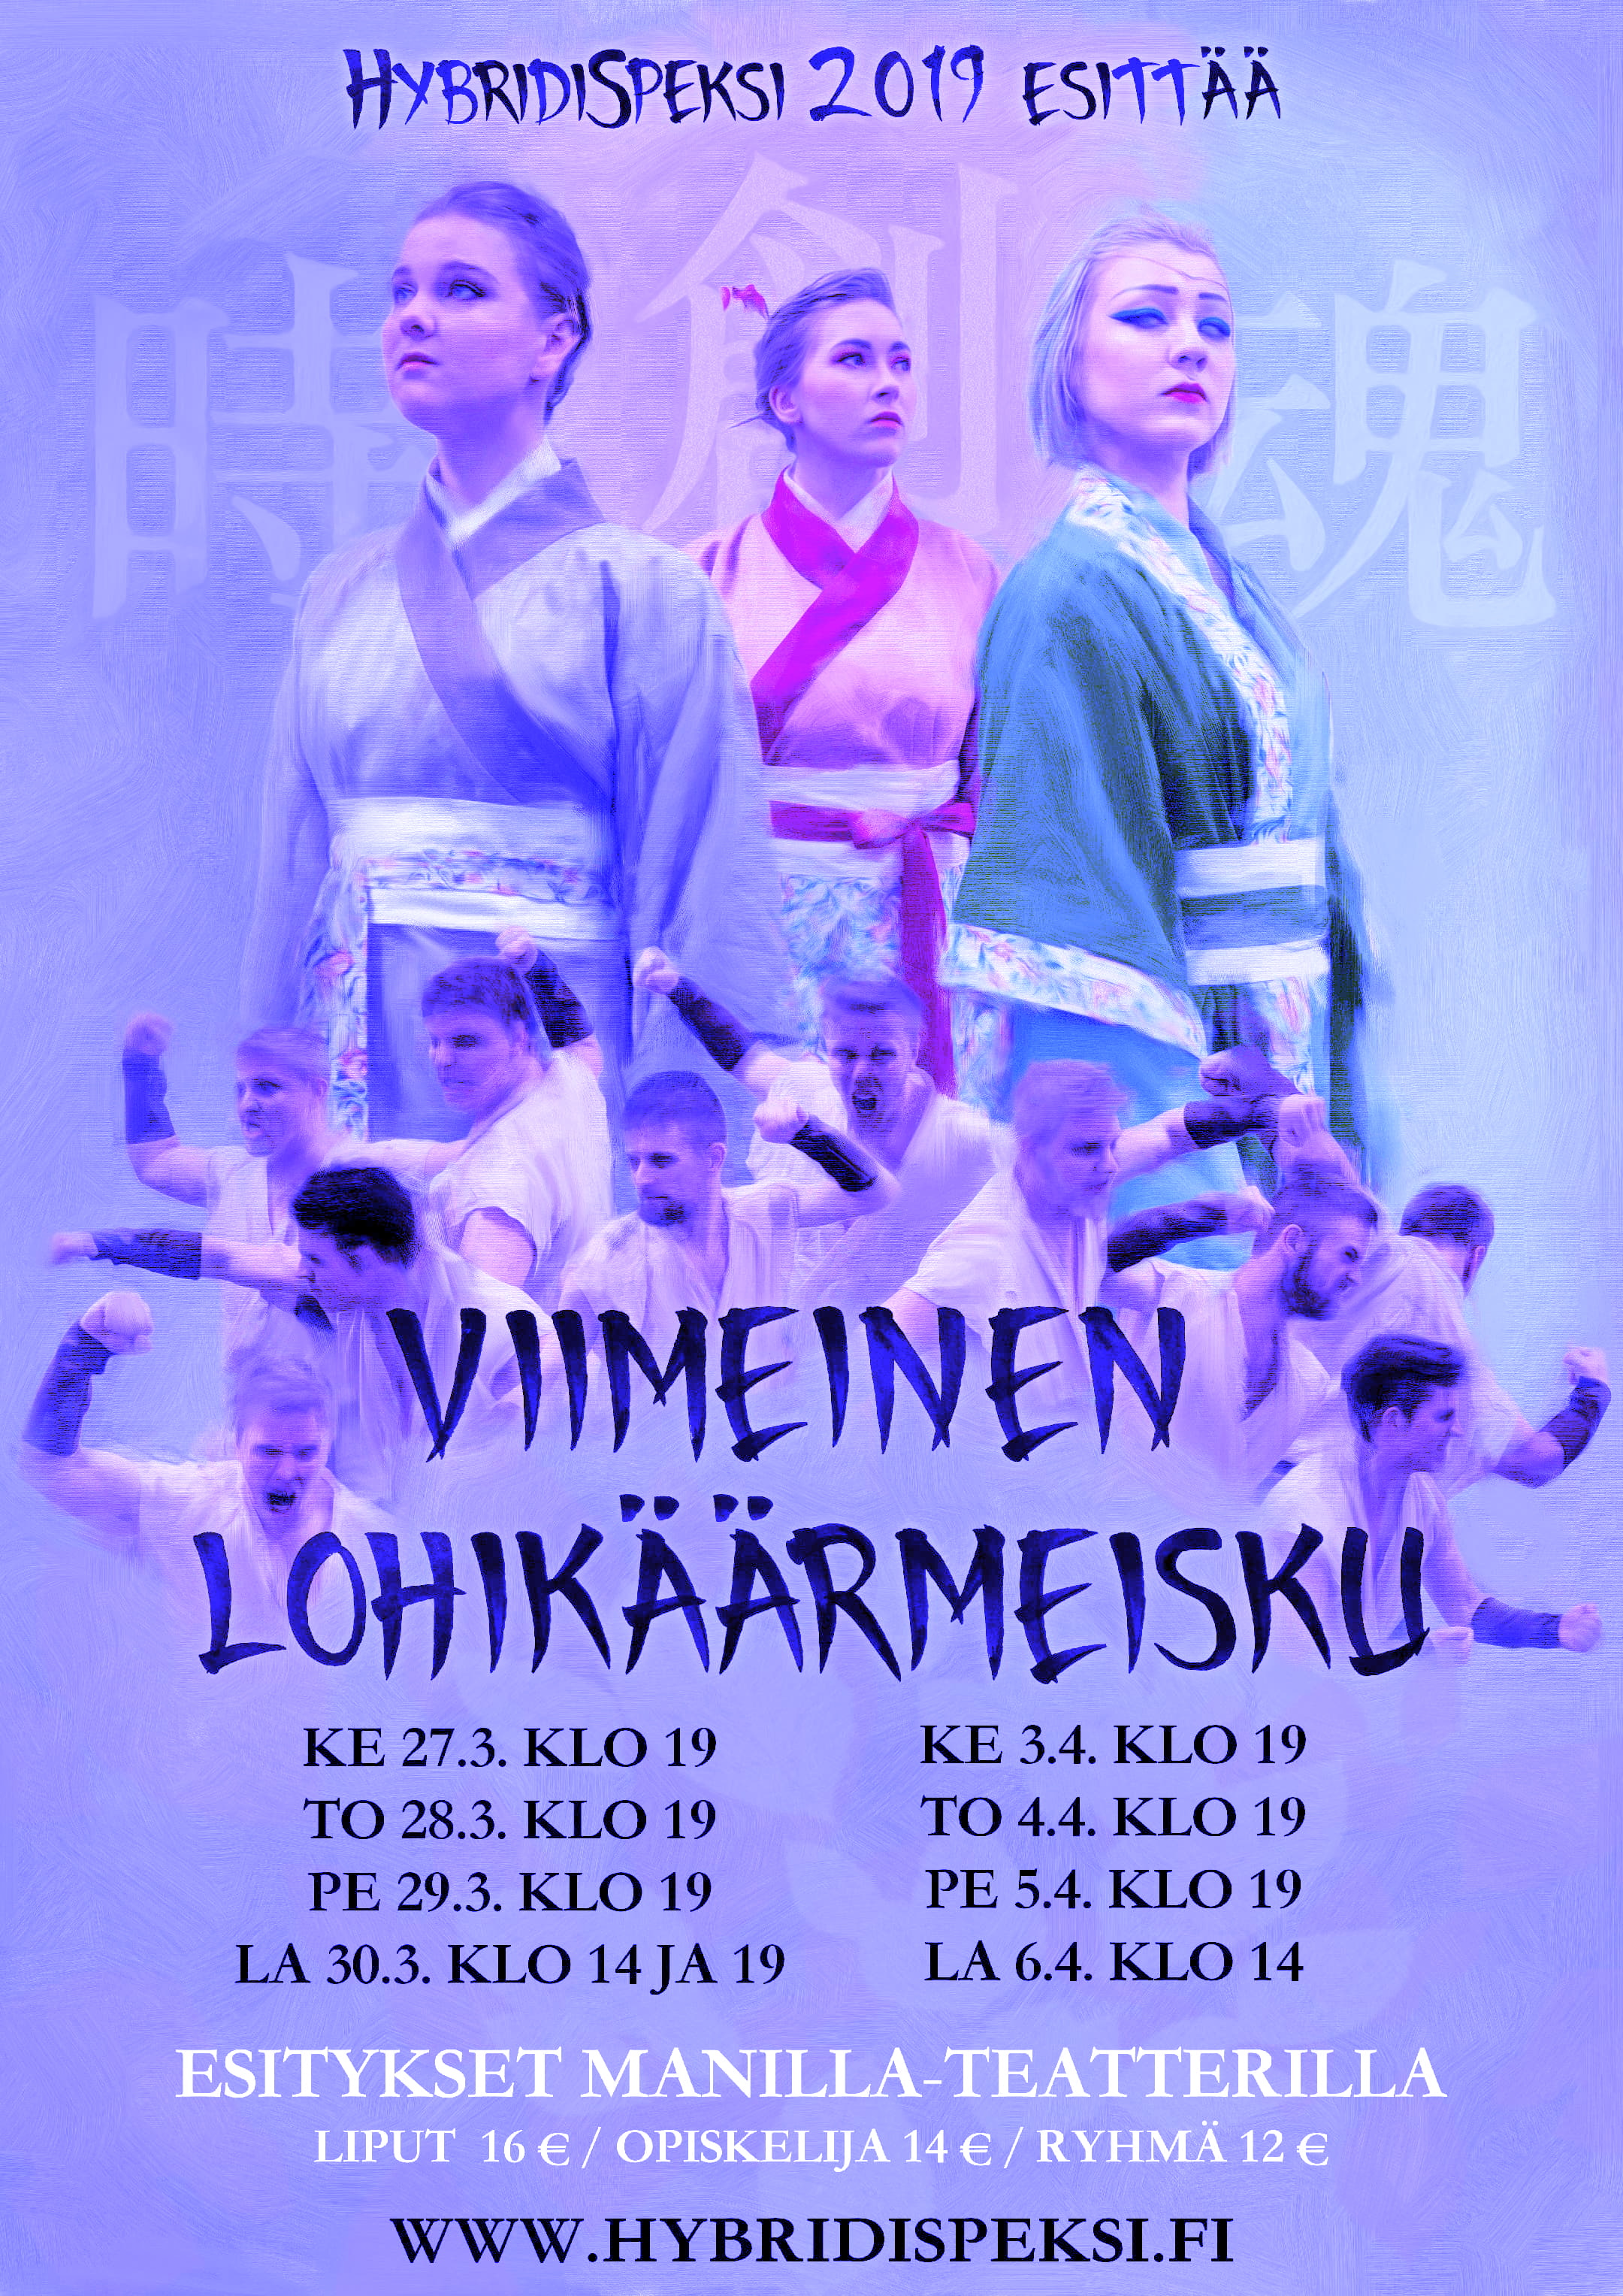 HYBRIDISPEKSI 2019 ESITTÄÄ
時 創 魂
VIIMEINEN
LOHIKÄÄRMEISKU
KE 27.3. KLO 19
TO 28.3. KLO 19
PE 29.3. KLO 19
LA 30.3. KLO 14 JA 19
KE 3.4. KLO 19
TO 4.4. KLO 19
PE 5.4. KLO 19
LA 6.4. KLO 14
ESITYKSET MANILLA-TEATTERILLA
LIPUT 16 € / OPISKELIJA 14 € / RYHMÄ 12 €
WWW.HYBRIDISPEKSI.FI